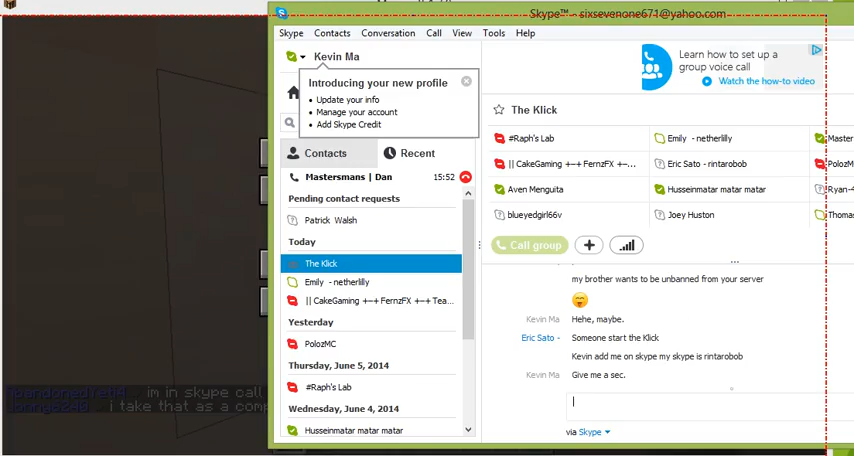 Skype™ - sixsevenone671@yahoo.com
Skype Contacts Conversation Call View Tools Help
Kevin Ma
Introducing your new profile
• Update your info
• Manage your account
• Add Skype Credit
Contacts Recent
Mastersmans | Dan 15:52
Pending contact requests
Patrick Walsh
Today
The Klick
Emily - netherlilly
|| CakeGaming +−+ FernzFX +−+ Tea...
Yesterday
PolozMC
Thursday, June 5, 2014
#Raph's Lab
Wednesday, June 4, 2014
Husseinmatar matar matar
Learn how to set up a
group voice call
Watch the how-to video
The Klick
#Raph's Lab Emily - netherlilly Master
|| CakeGaming +−+ FernzFX +−+... Eric Sato - rintarobob PolozM
Aven Menguita Husseinmatar matar matar Ryan-
blueyedgirl66v Joey Huston Thomas
Call group
my brother wants to be unbanned from your server
Kevin Ma Hehe, maybe.
Eric Sato - Someone start the Klick
Kevin add me on skype my skype is rintarobob
Kevin Ma Give me a sec.
via Skype
im in skype call
i take that as a comp